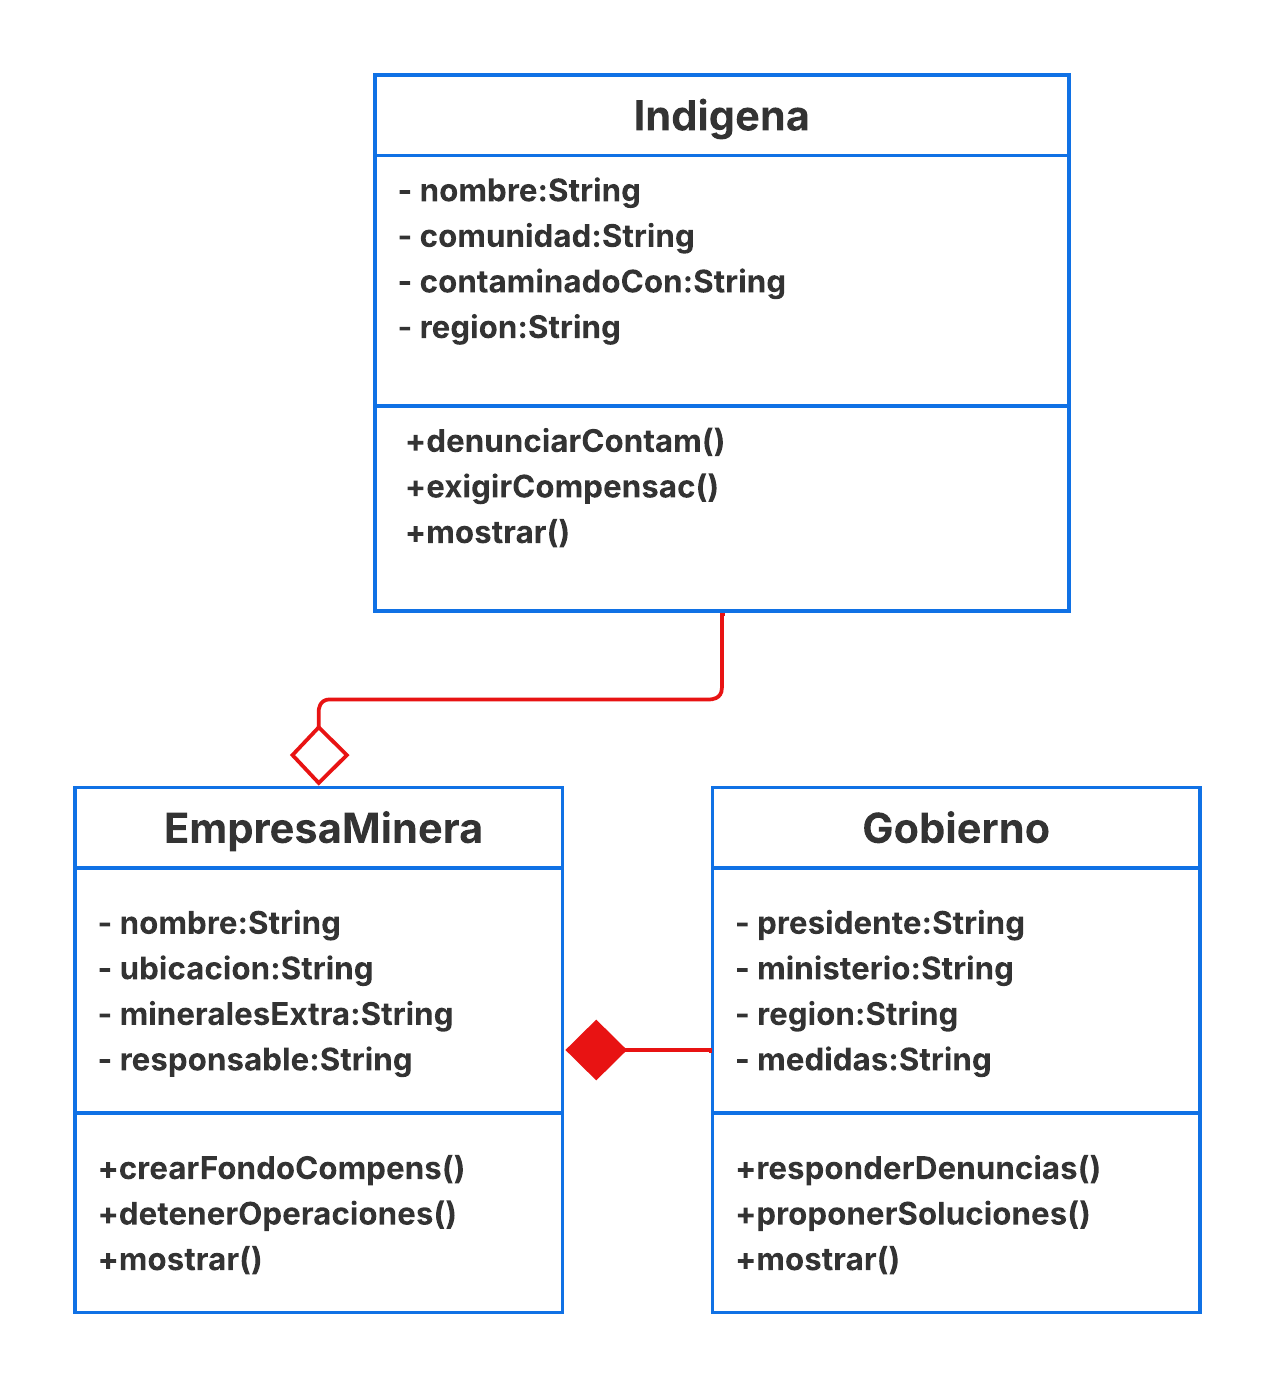 Indigena
- nombre:String
- comunidad:String
- contaminadoCon:String
- region:String
+denunciarContam()
+exigirCompensac()
+mostrar()
EmpresaMinera
- nombre:String
- ubicacion:String
- mineralesExtra:String
- responsable:String
+crearFondoCompens()
+detenerOperaciones()
+mostrar()
Gobierno
- presidente:String
- ministerio:String
- region:String
- medidas:String
+responderDenuncias()
+proponerSoluciones()
+mostrar()